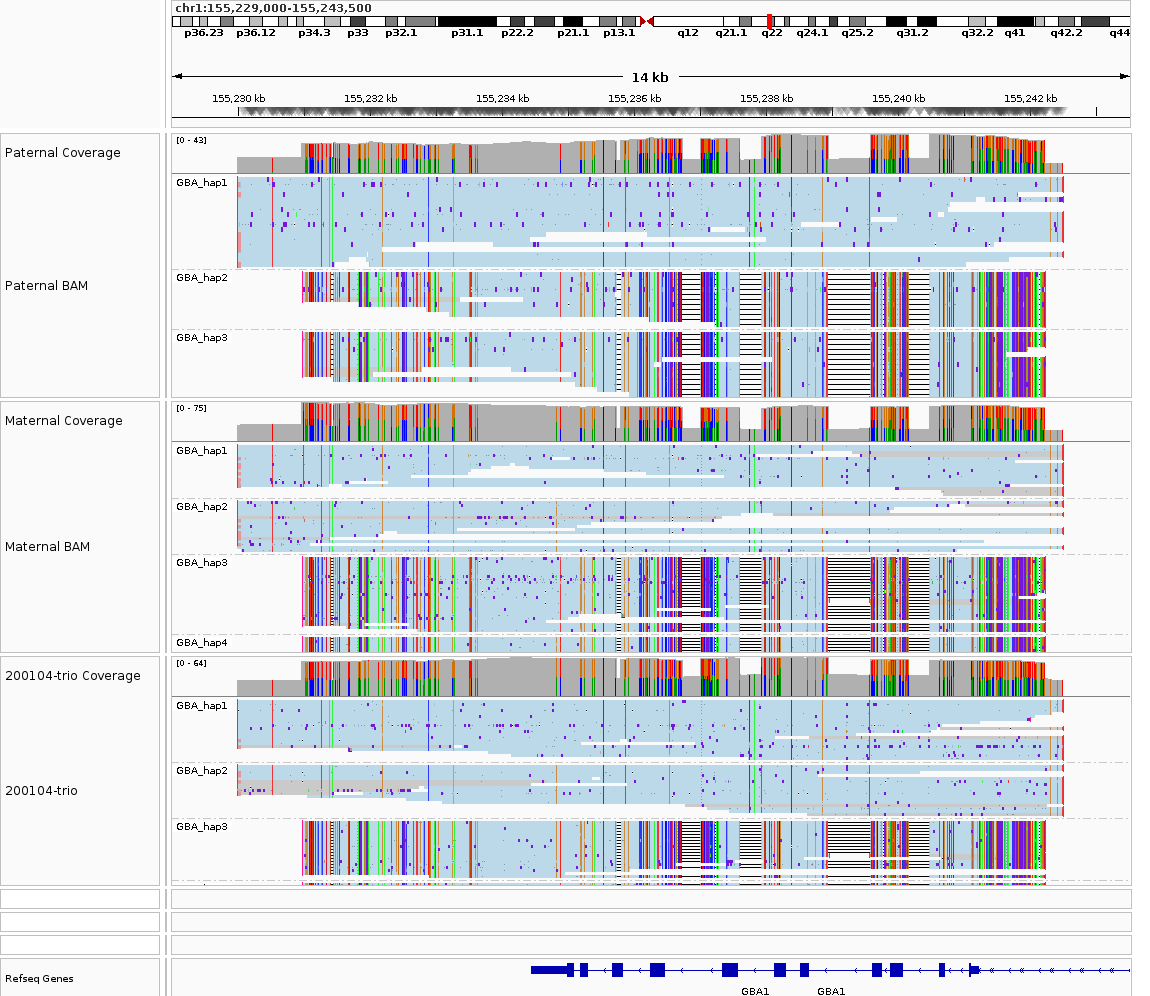 chr1:155,229,000-155,243,500
p36.23 p36.12 p34.3 p33 p32.1 p31.1 p22.2 p21.1 p13.1 q12 q21.1 q22 q24.1 q25.2 q31.2 q32.2 q41 q42.2 q44
14 kb
155,230 kb 155,232 kb 155,234 kb 155,236 kb 155,238 kb 155,240 kb 155,242 kb
Paternal Coverage [0 - 43]
GBA_hap1
Paternal BAM GBA_hap2
GBA_hap3
Maternal Coverage [0 - 75]
GBA_hap1
GBA_hap2
Maternal BAM
GBA_hap3
GBA_hap4
200104-trio Coverage [0 - 64]
GBA_hap1
GBA_hap2
200104-trio
GBA_hap3
Refseq Genes
GBA1 GBA1